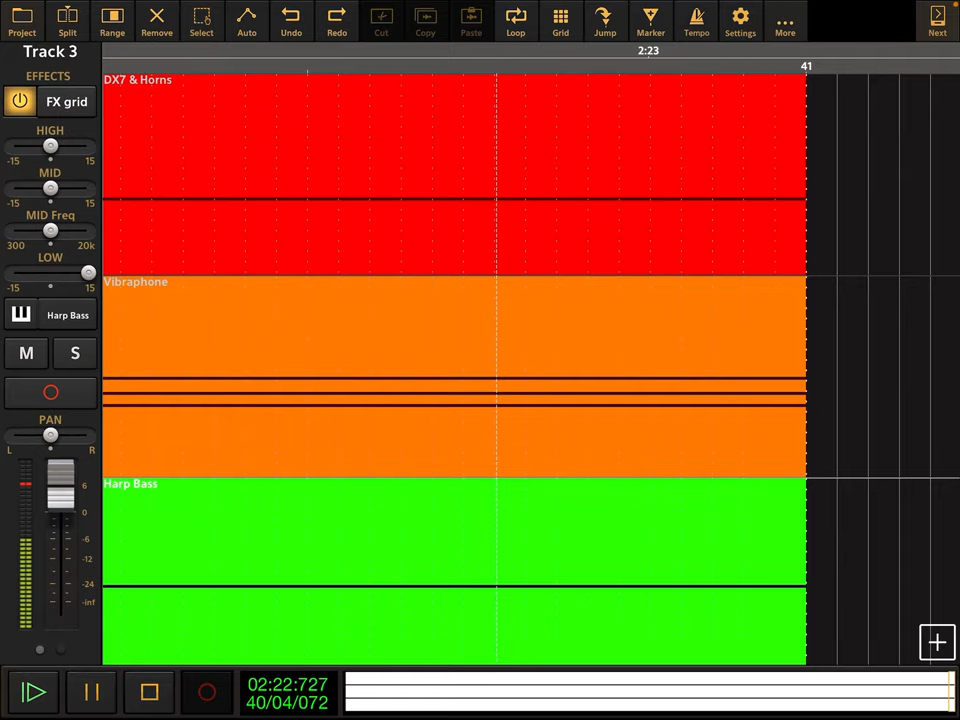 Project Split Range Remove Select Auto Undo Redo Cut Copy Paste Loop Grid Jump Marker Tempo Settings More Next
Track 3
2:23
41
EFFECTS
FX grid
HIGH
-15 15
MID
-15 15
MID Freq
300 20k
LOW
-15 15
Harp Bass
M S
PAN
L R
6
0
-6
-12
-24
-inf
DX7 & Horns
Vibraphone
Harp Bass
02:22:727
40/04/072